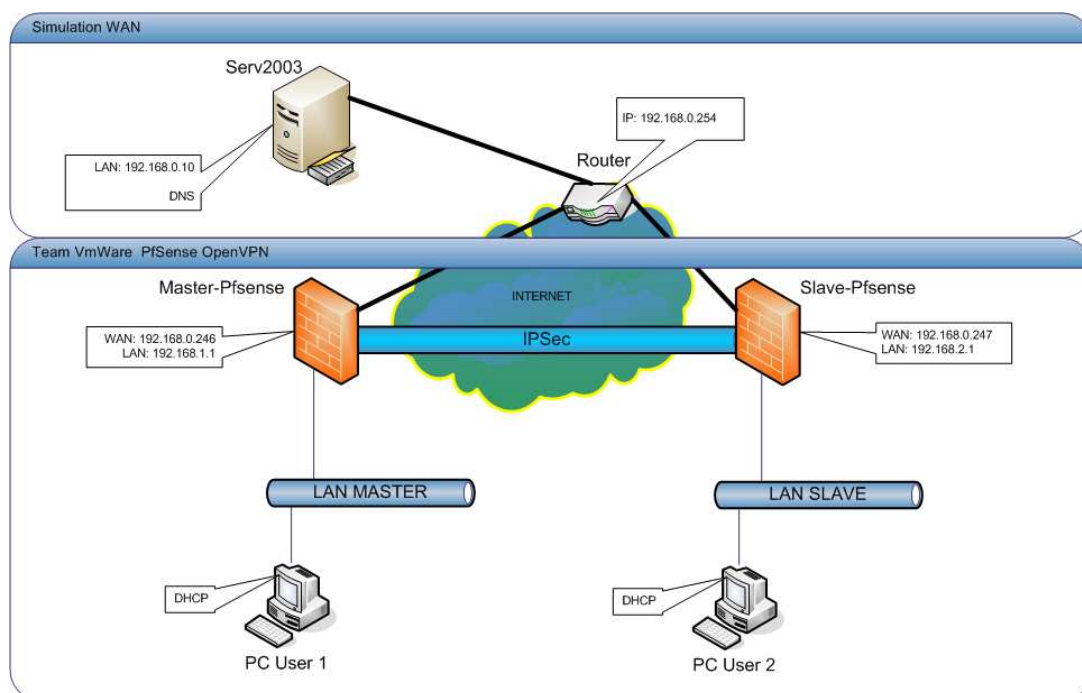 Simulation WAN
Serv2003
IP: 192.168.0.254
Router
LAN: 192.168.0.10
DNS
Team VmWare PfSense OpenVPN
Master-Pfsense
INTERNET
Slave-Pfsense
WAN: 192.168.0.246
LAN: 192.168.1.1
IPSec
WAN: 192.168.0.247
LAN: 192.168.2.1
LAN MASTER
LAN SLAVE
DHCP
DHCP
PC User 1
PC User 2